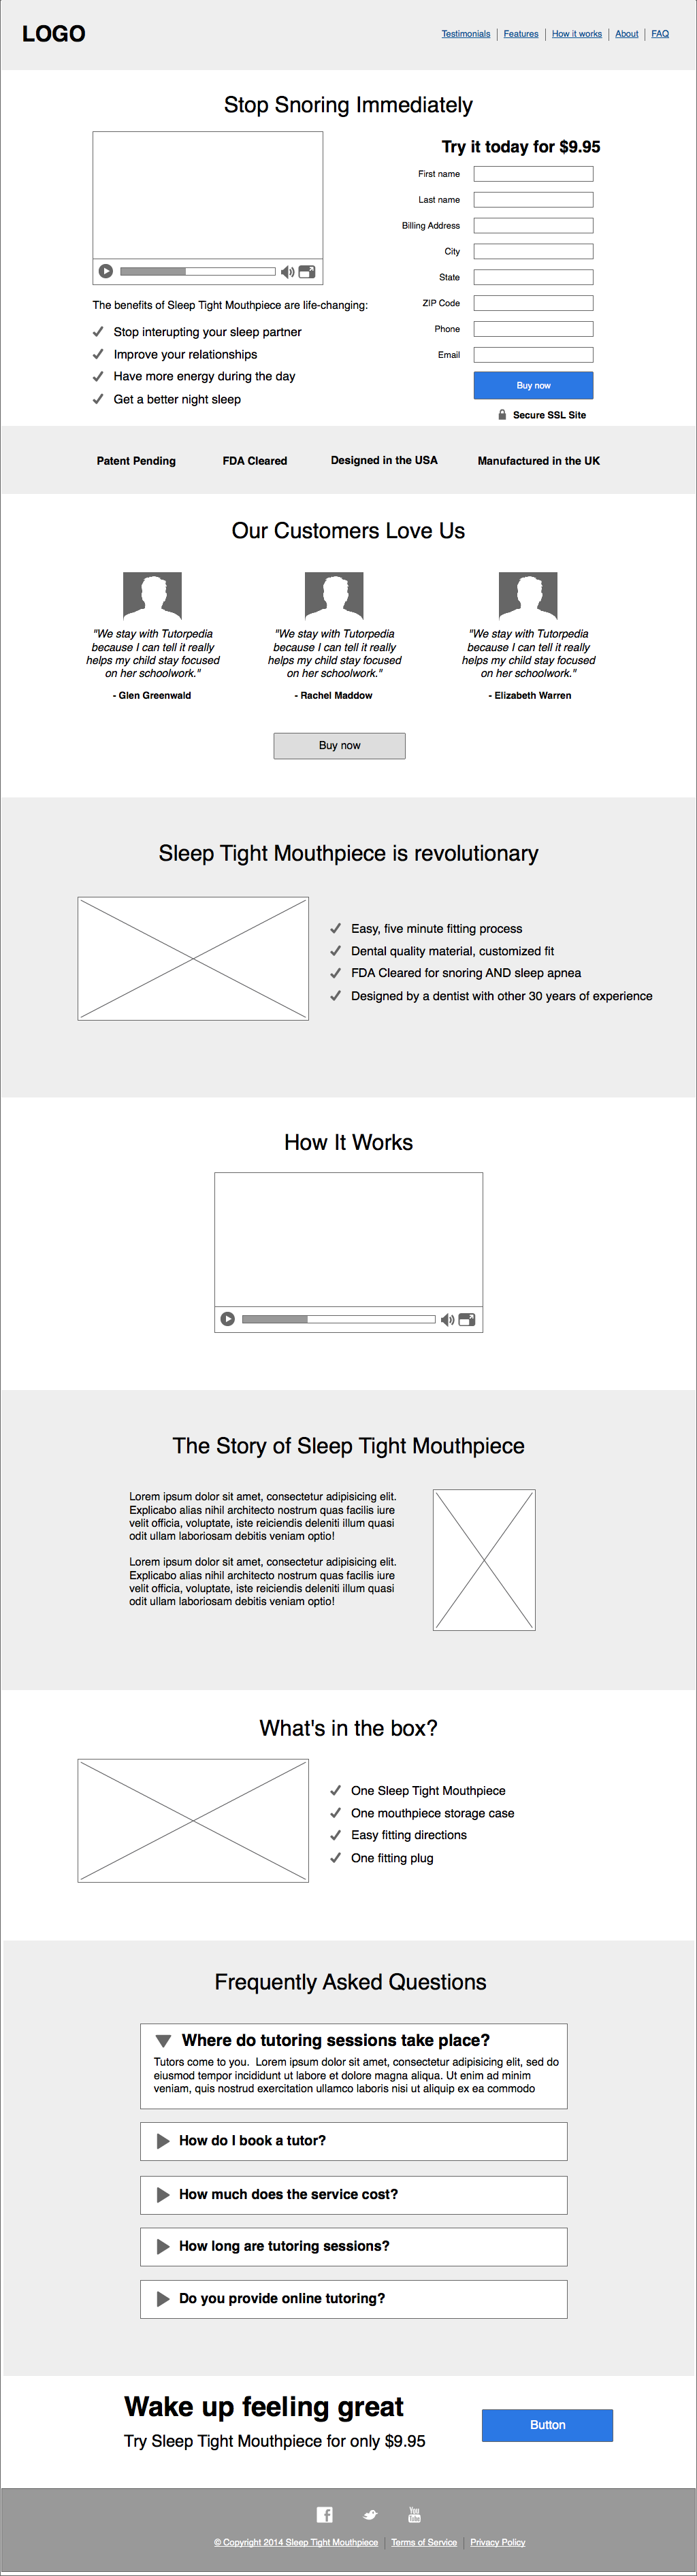 LOGO
Testimonials
Features
How it works
About
FAQ
Stop Snoring Immediately
The benefits of Sleep Tight Mouthpiece are life-changing:
Stop interupting your sleep partner
Improve your relationships
Have more energy during the day
Get a better night sleep
Try it today for $9.95
First name
Last name
Billing Address
City
State
ZIP Code
Phone
Email
Buy now
Secure SSL Site
Patent Pending
FDA Cleared
Designed in the USA
Manufactured in the UK
Our Customers Love Us
"We stay with Tutorpedia
because I can tell it really
helps my child stay focused
on her schoolwork."
- Glen Greenwald
"We stay with Tutorpedia
because I can tell it really
helps my child stay focused
on her schoolwork."
- Rachel Maddow
"We stay with Tutorpedia
because I can tell it really
helps my child stay focused
on her schoolwork."
- Elizabeth Warren
Buy now
Sleep Tight Mouthpiece is revolutionary
Easy, five minute fitting process
Dental quality material, customized fit
FDA Cleared for snoring AND sleep apnea
Designed by a dentist with other 30 years of experience
How It Works
The Story of Sleep Tight Mouthpiece
Lorem ipsum dolor sit amet, consectetur adipisicing elit.
Explicabo alias nihil architecto nostrum quas facilis iure
velit officia, voluptate, iste reiciendis deleniti illum quasi
odit ullam laboriosam debitis veniam optio!
Lorem ipsum dolor sit amet, consectetur adipisicing elit.
Explicabo alias nihil architecto nostrum quas facilis iure
velit officia, voluptate, iste reiciendis deleniti illum quasi
odit ullam laboriosam debitis veniam optio!
What's in the box?
One Sleep Tight Mouthpiece
One mouthpiece storage case
Easy fitting directions
One fitting plug
Frequently Asked Questions
Where do tutoring sessions take place?
Tutors come to you.  Lorem ipsum dolor sit amet, consectetur adipisicing elit, sed do
eiusmod tempor incididunt ut labore et dolore magna aliqua. Ut enim ad minim
veniam, quis nostrud exercitation ullamco laboris nisi ut aliquip ex ea commodo
How do I book a tutor?
How much does the service cost?
How long are tutoring sessions?
Do you provide online tutoring?
Wake up feeling great
Try Sleep Tight Mouthpiece for only $9.95
Button
You
Tube
© Copyright 2014 Sleep Tight Mouthpiece
Terms of Service
Privacy Policy